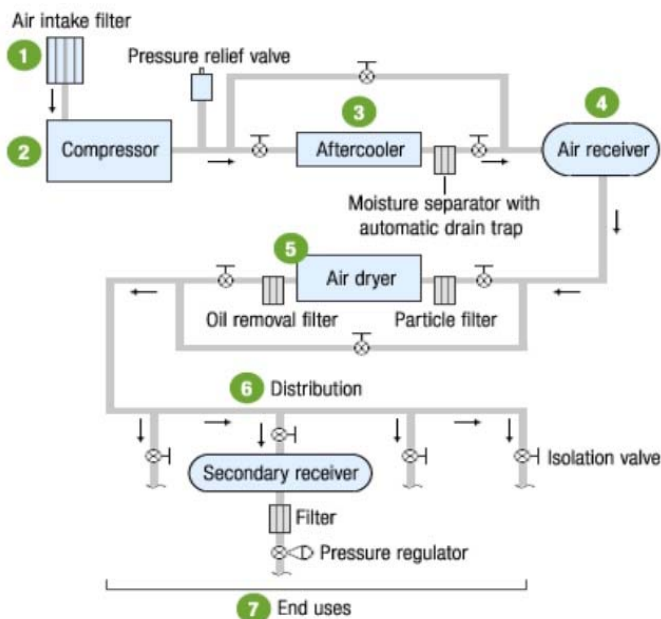 Air intake filter
1
Pressure relief valve
2
Compressor
3
Aftercooler
4
Air receiver
Moisture separator with
automatic drain trap
5
Air dryer
Oil removal filter
Particle filter
6 Distribution
Isolation valve
Secondary receiver
Filter
Pressure regulator
7 End uses